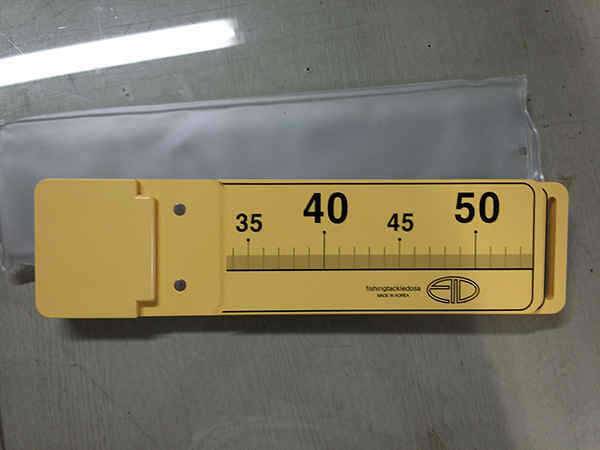 35 40 45 50
fishingtackledosa
MADE IN KOREA